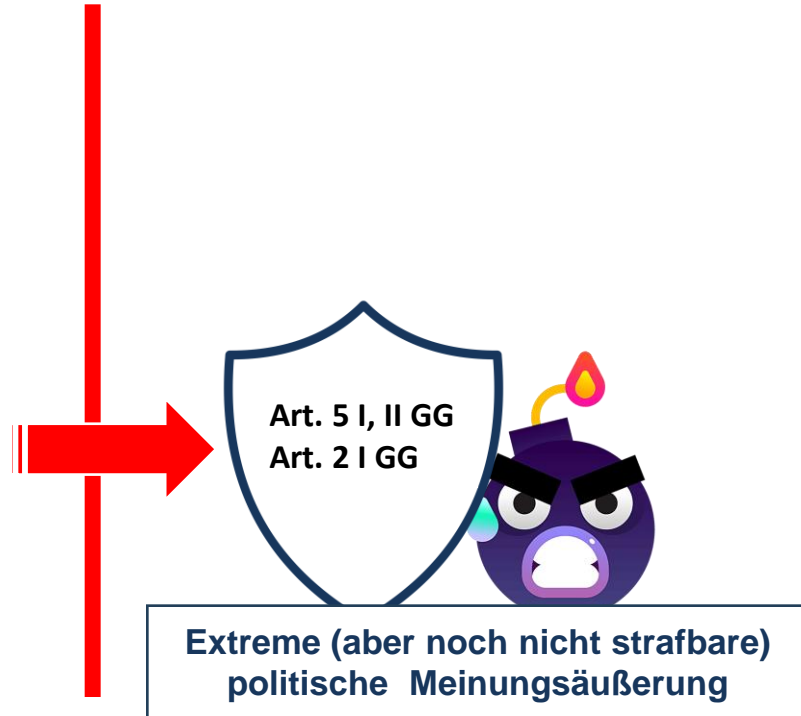 Art. 5 I, II GG
Art. 2 I GG
Extreme (aber noch nicht strafbare)
politische Meinungsäußerung